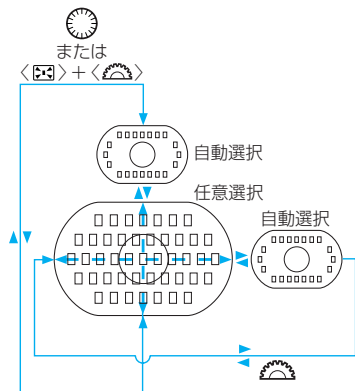 または
〈 〉+〈 〉
自動選択
任意選択
自動選択